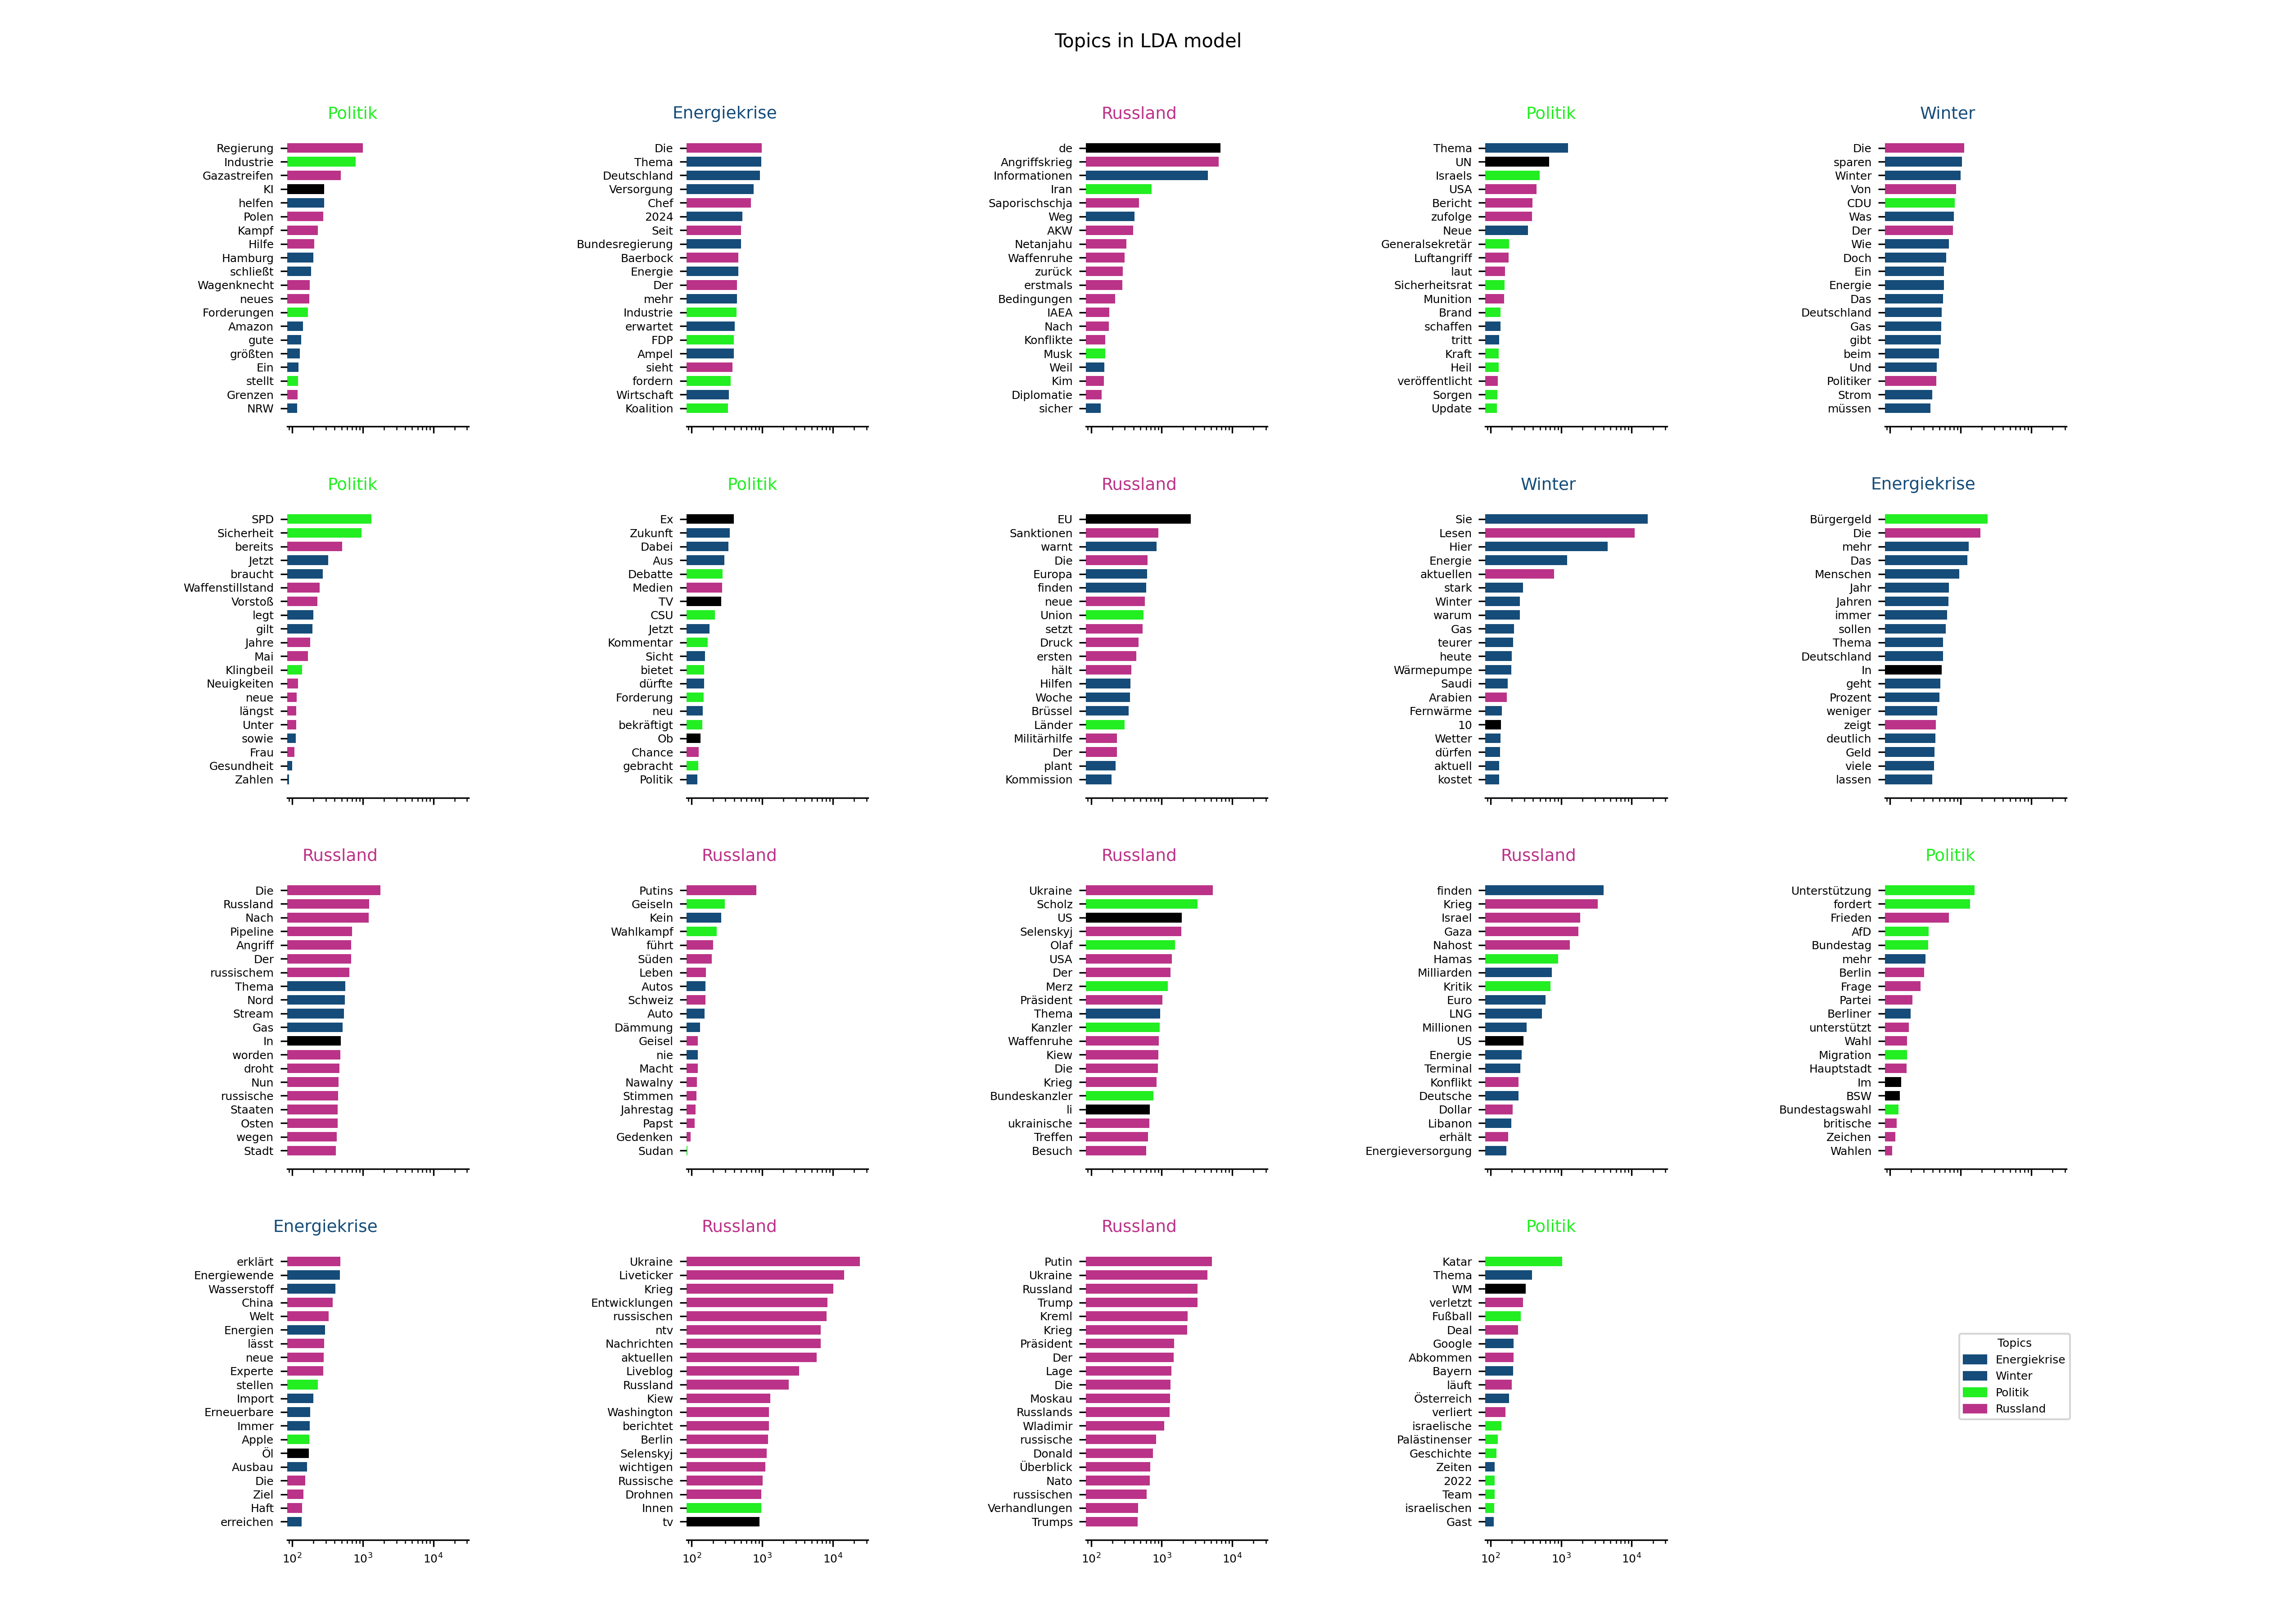 Topics in LDA model
Politik
Regierung
Industrie
Gazastreifen
KI
helfen
Polen
Kampf
Hilfe
Hamburg
schließt
Wagenknecht
neues
Forderungen
Amazon
gute
größten
Ein
stellt
Grenzen
NRW
Energiekrise
Die
Thema
Deutschland
Versorgung
Chef
2024
Seit
Bundesregierung
Baerbock
Energie
Der
mehr
Industrie
erwartet
FDP
Ampel
sieht
fordern
Wirtschaft
Koalition
Russland
de
Angriffskrieg
Informationen
Iran
Saporischschja
Weg
AKW
Netanjahu
Waffenruhe
zurück
erstmals
Bedingungen
IAEA
Nach
Konflikte
Musk
Weil
Kim
Diplomatie
sicher
Politik
Thema
UN
Israels
USA
Bericht
zufolge
Neue
Generalsekretär
Luftangriff
laut
Sicherheitsrat
Munition
Brand
schaffen
tritt
Kraft
Heil
veröffentlicht
Sorgen
Update
Winter
Die
sparen
Winter
Von
CDU
Was
Der
Wie
Doch
Ein
Energie
Das
Deutschland
Gas
gibt
beim
Und
Politiker
Strom
müssen
Politik
SPD
Sicherheit
bereits
Jetzt
braucht
Waffenstillstand
Vorstoß
legt
gilt
Jahre
Mai
Klingbeil
Neuigkeiten
neue
längst
Unter
sowie
Frau
Gesundheit
Zahlen
Politik
Ex
Zukunft
Dabei
Aus
Debatte
Medien
TV
CSU
Jetzt
Kommentar
Sicht
bietet
dürfte
Forderung
neu
bekräftigt
Ob
Chance
gebracht
Politik
Russland
EU
Sanktionen
warnt
Die
Europa
finden
neue
Union
setzt
Druck
ersten
hält
Hilfen
Woche
Brüssel
Länder
Militärhilfe
Der
plant
Kommission
Winter
Sie
Lesen
Hier
Energie
aktuellen
stark
Winter
warum
Gas
teurer
heute
Wärmepumpe
Saudi
Arabien
Fernwärme
10
Wetter
dürfen
aktuell
kostet
Energiekrise
Bürgergeld
Die
mehr
Das
Menschen
Jahr
Jahren
immer
sollen
Thema
Deutschland
In
geht
Prozent
weniger
zeigt
deutlich
Geld
viele
lassen
Russland
Die
Russland
Nach
Pipeline
Angriff
Der
russischem
Thema
Nord
Stream
Gas
In
worden
droht
Nun
russische
Staaten
Osten
wegen
Stadt
Russland
Putins
Geiseln
Kein
Wahlkampf
führt
Süden
Leben
Autos
Schweiz
Auto
Dämmung
Geisel
nie
Macht
Nawalny
Stimmen
Jahrestag
Papst
Gedenken
Sudan
Russland
Ukraine
Scholz
US
Selenskyj
Olaf
USA
Der
Merz
Präsident
Thema
Kanzler
Waffenruhe
Kiew
Die
Krieg
Bundeskanzler
li
ukrainische
Treffen
Besuch
Russland
finden
Krieg
Israel
Gaza
Nahost
Hamas
Milliarden
Kritik
Euro
LNG
Millionen
US
Energie
Terminal
Konflikt
Deutsche
Dollar
Libanon
erhält
Energieversorgung
Politik
Unterstützung
fordert
Frieden
AfD
Bundestag
mehr
Berlin
Frage
Partei
Berliner
unterstützt
Wahl
Migration
Hauptstadt
Im
BSW
Bundestagswahl
britische
Zeichen
Wahlen
Energiekrise
erklärt
Energiewende
Wasserstoff
China
Welt
Energien
lässt
neue
Experte
stellen
Import
Erneuerbare
Immer
Apple
Öl
Ausbau
Die
Ziel
Haft
erreichen
10² 10³ 10⁴
Russland
Ukraine
Liveticker
Krieg
Entwicklungen
russischen
ntv
Nachrichten
aktuellen
Liveblog
Russland
Kiew
Washington
berichtet
Berlin
Selenskyj
wichtigen
Russische
Drohnen
Innen
tv
10² 10³ 10⁴
Russland
Putin
Ukraine
Russland
Trump
Kreml
Krieg
Präsident
Der
Lage
Die
Moskau
Russlands
Wladimir
russische
Donald
Überblick
Nato
russischen
Verhandlungen
Trumps
10² 10³ 10⁴
Politik
Katar
Thema
WM
verletzt
Fußball
Deal
Google
Abkommen
Bayern
läuft
Österreich
verliert
israelische
Palästinenser
Geschichte
Zeiten
2022
Team
israelischen
Gast
10² 10³ 10⁴
Topics
Energiekrise
Winter
Politik
Russland